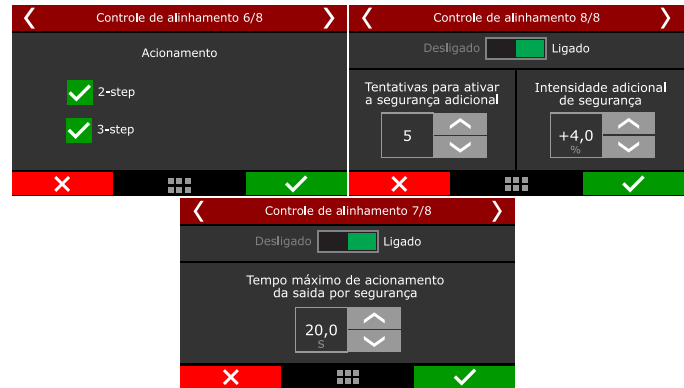 Controle de alinhamento 6/8
Acionamento
2-step
3-step
Controle de alinhamento 8/8
Desligado Ligado
Tentativas para ativar
a segurança adicional
5
Intensidade adicional
de segurança
+4,0
%
Controle de alinhamento 7/8
Desligado Ligado
Tempo máximo de acionamento
da saida por segurança
20,0
S